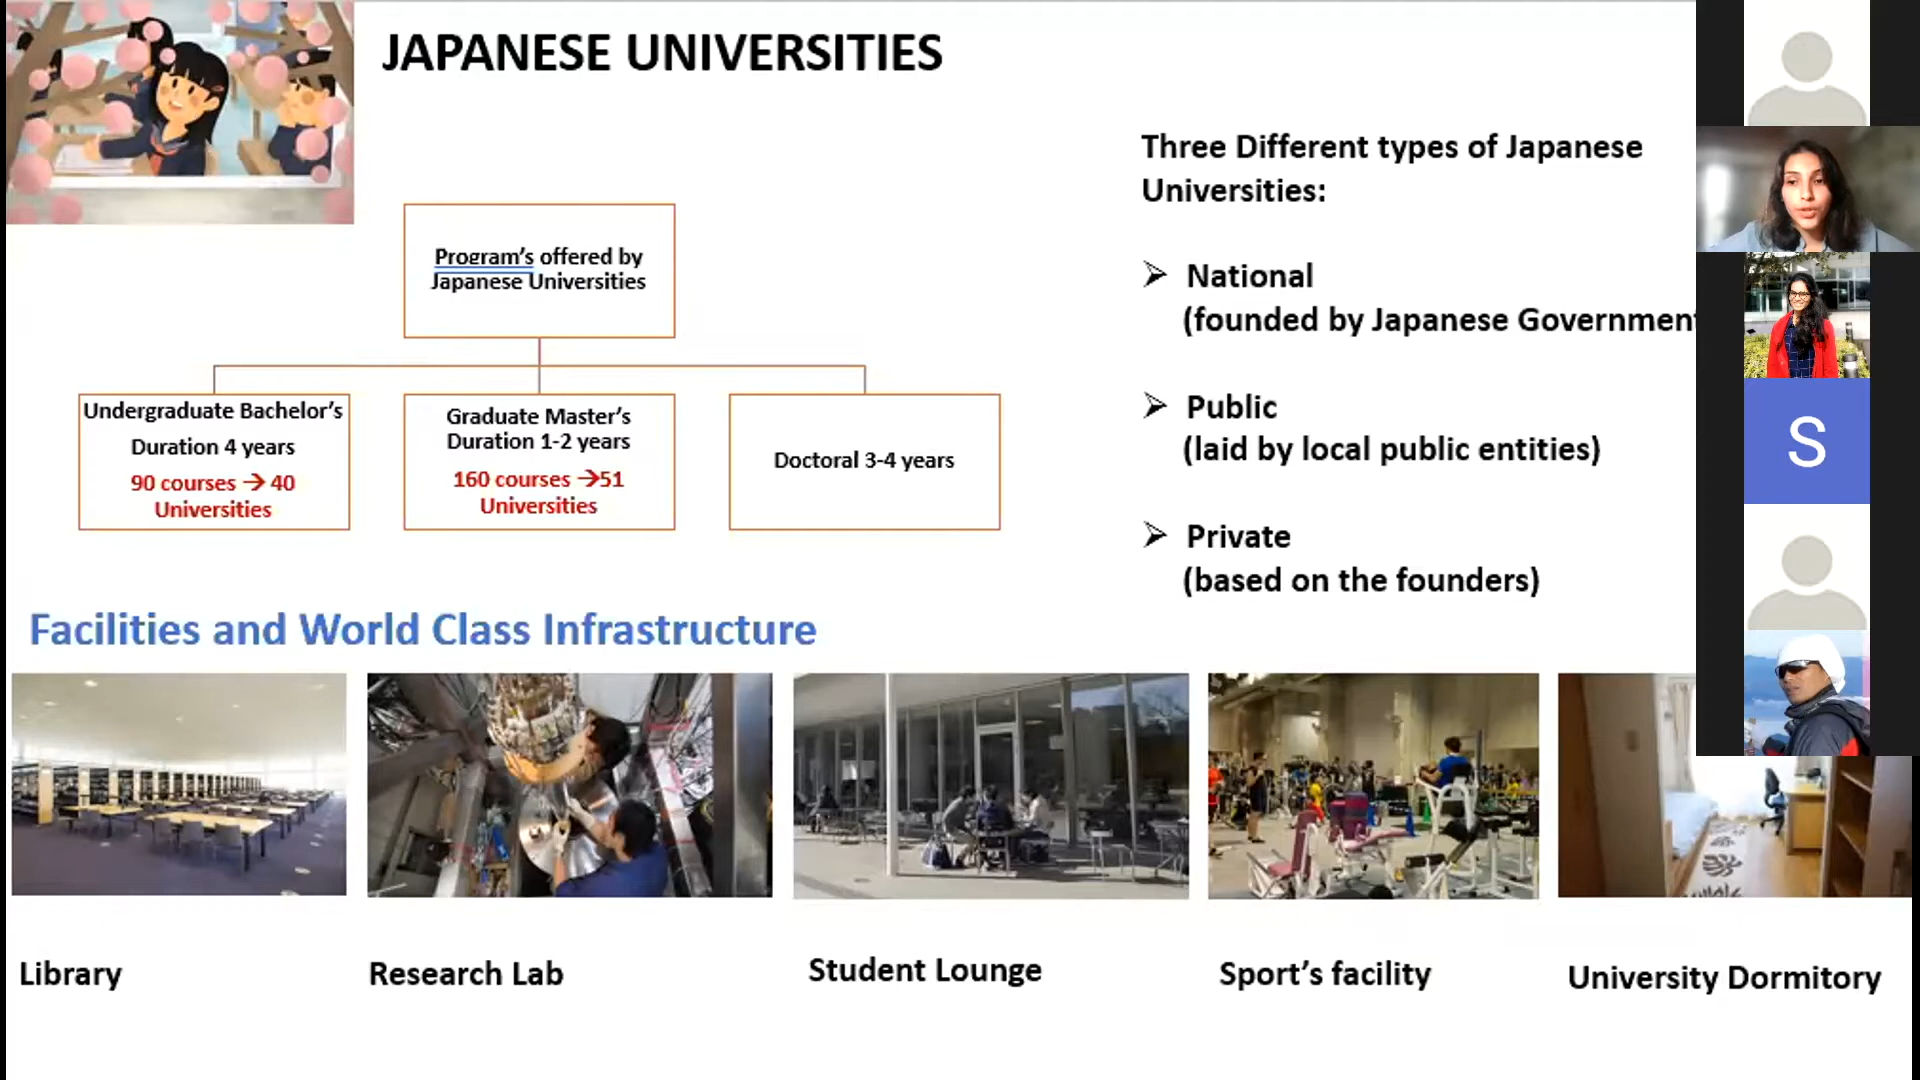 JAPANESE UNIVERSITIES
Program's offered by
Japanese Universities
Undergraduate Bachelor's
Duration 4 years
90 courses → 40
Universities
Graduate Master's
Duration 1-2 years
160 courses →51
Universities
Doctoral 3-4 years
Three Different types of Japanese
Universities:
➢ National
(founded by Japanese Government
➢ Public
(laid by local public entities)
➢ Private
(based on the founders)
S
Facilities and World Class Infrastructure
Library
Research Lab
Student Lounge
Sport's facility
University Dormitory